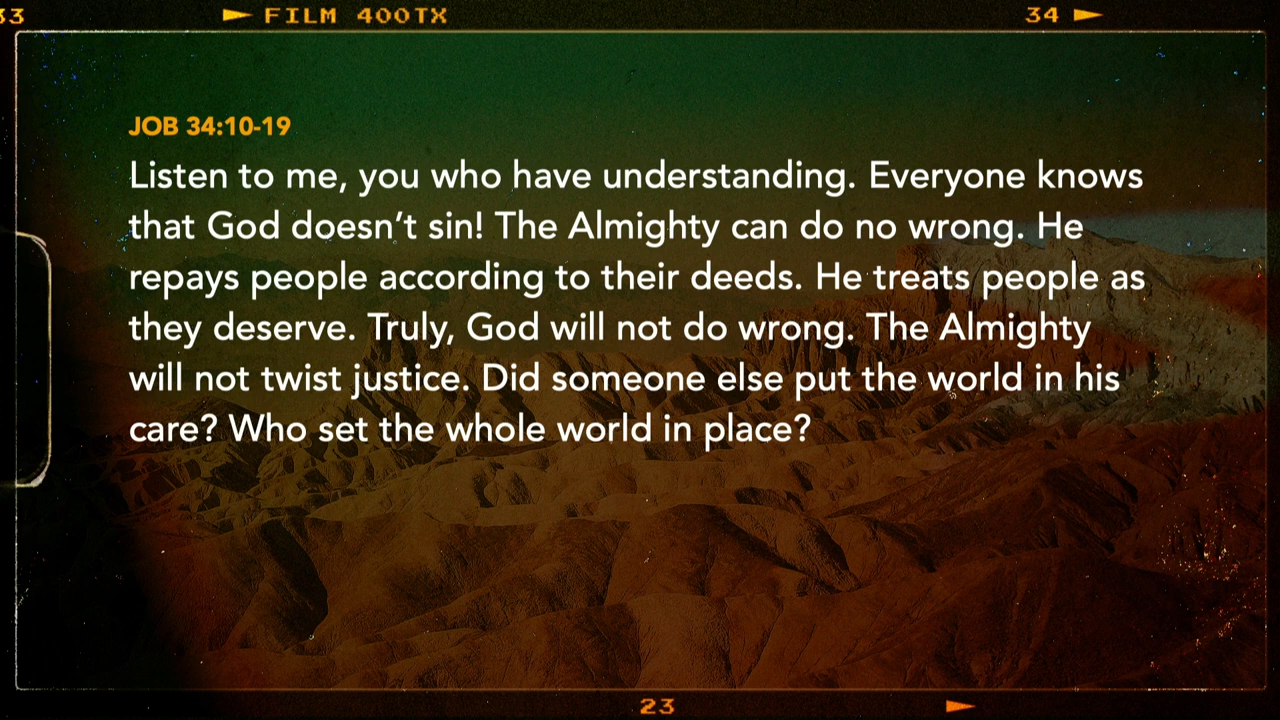 33 FILM 400TX 34
JOB 34:10-19
Listen to me, you who have understanding. Everyone knows
that God doesn’t sin! The Almighty can do no wrong. He
repays people according to their deeds. He treats people as
they deserve. Truly, God will not do wrong. The Almighty
will not twist justice. Did someone else put the world in his
care? Who set the whole world in place?
23